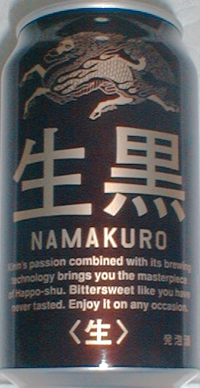 生黒
NAMAKURO
Kirin's passion combined with its brewing
technology brings you the masterpiece
of Happo-shu. Bittersweet like you have
never tasted. Enjoy it on any occasion.
〈生〉
発泡酒